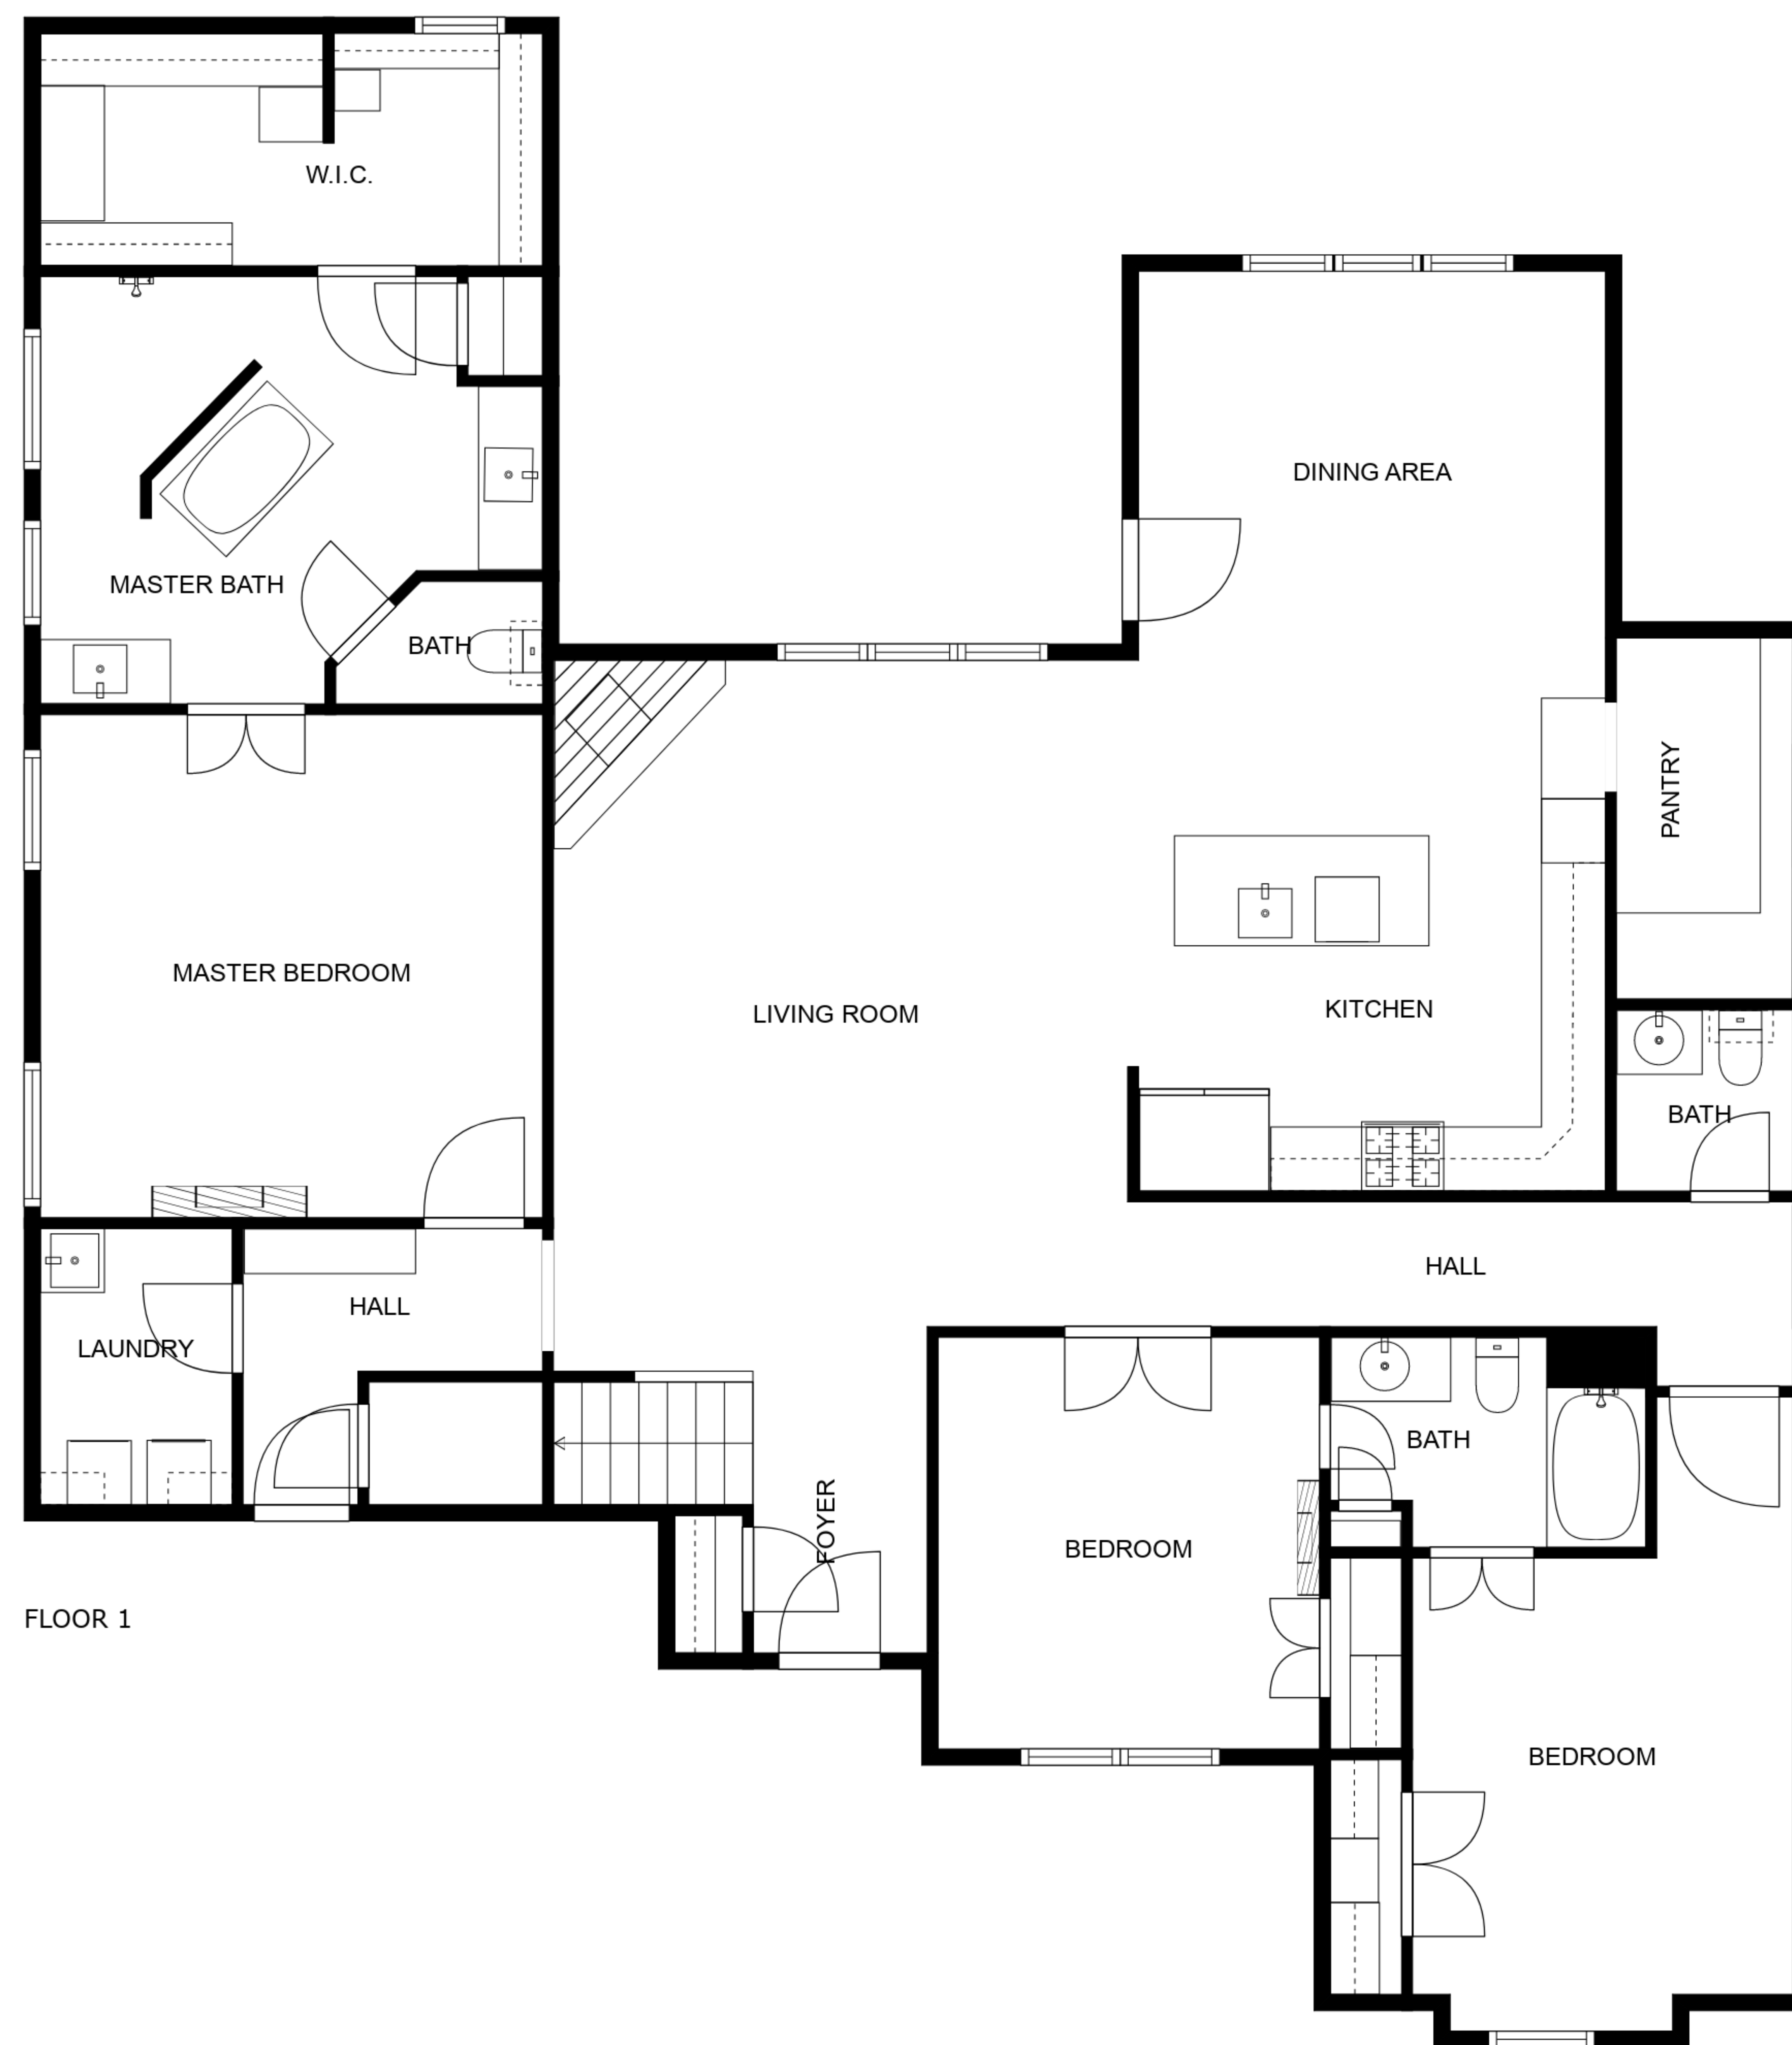 W.I.C.
DINING AREA
MASTER BATH
BATH
PANTRY
MASTER BEDROOM
LIVING ROOM
KITCHEN
BATH
HALL
HALL
LAUNDRY
BATH
FOYER
BEDROOM
FLOOR 1
BEDROOM